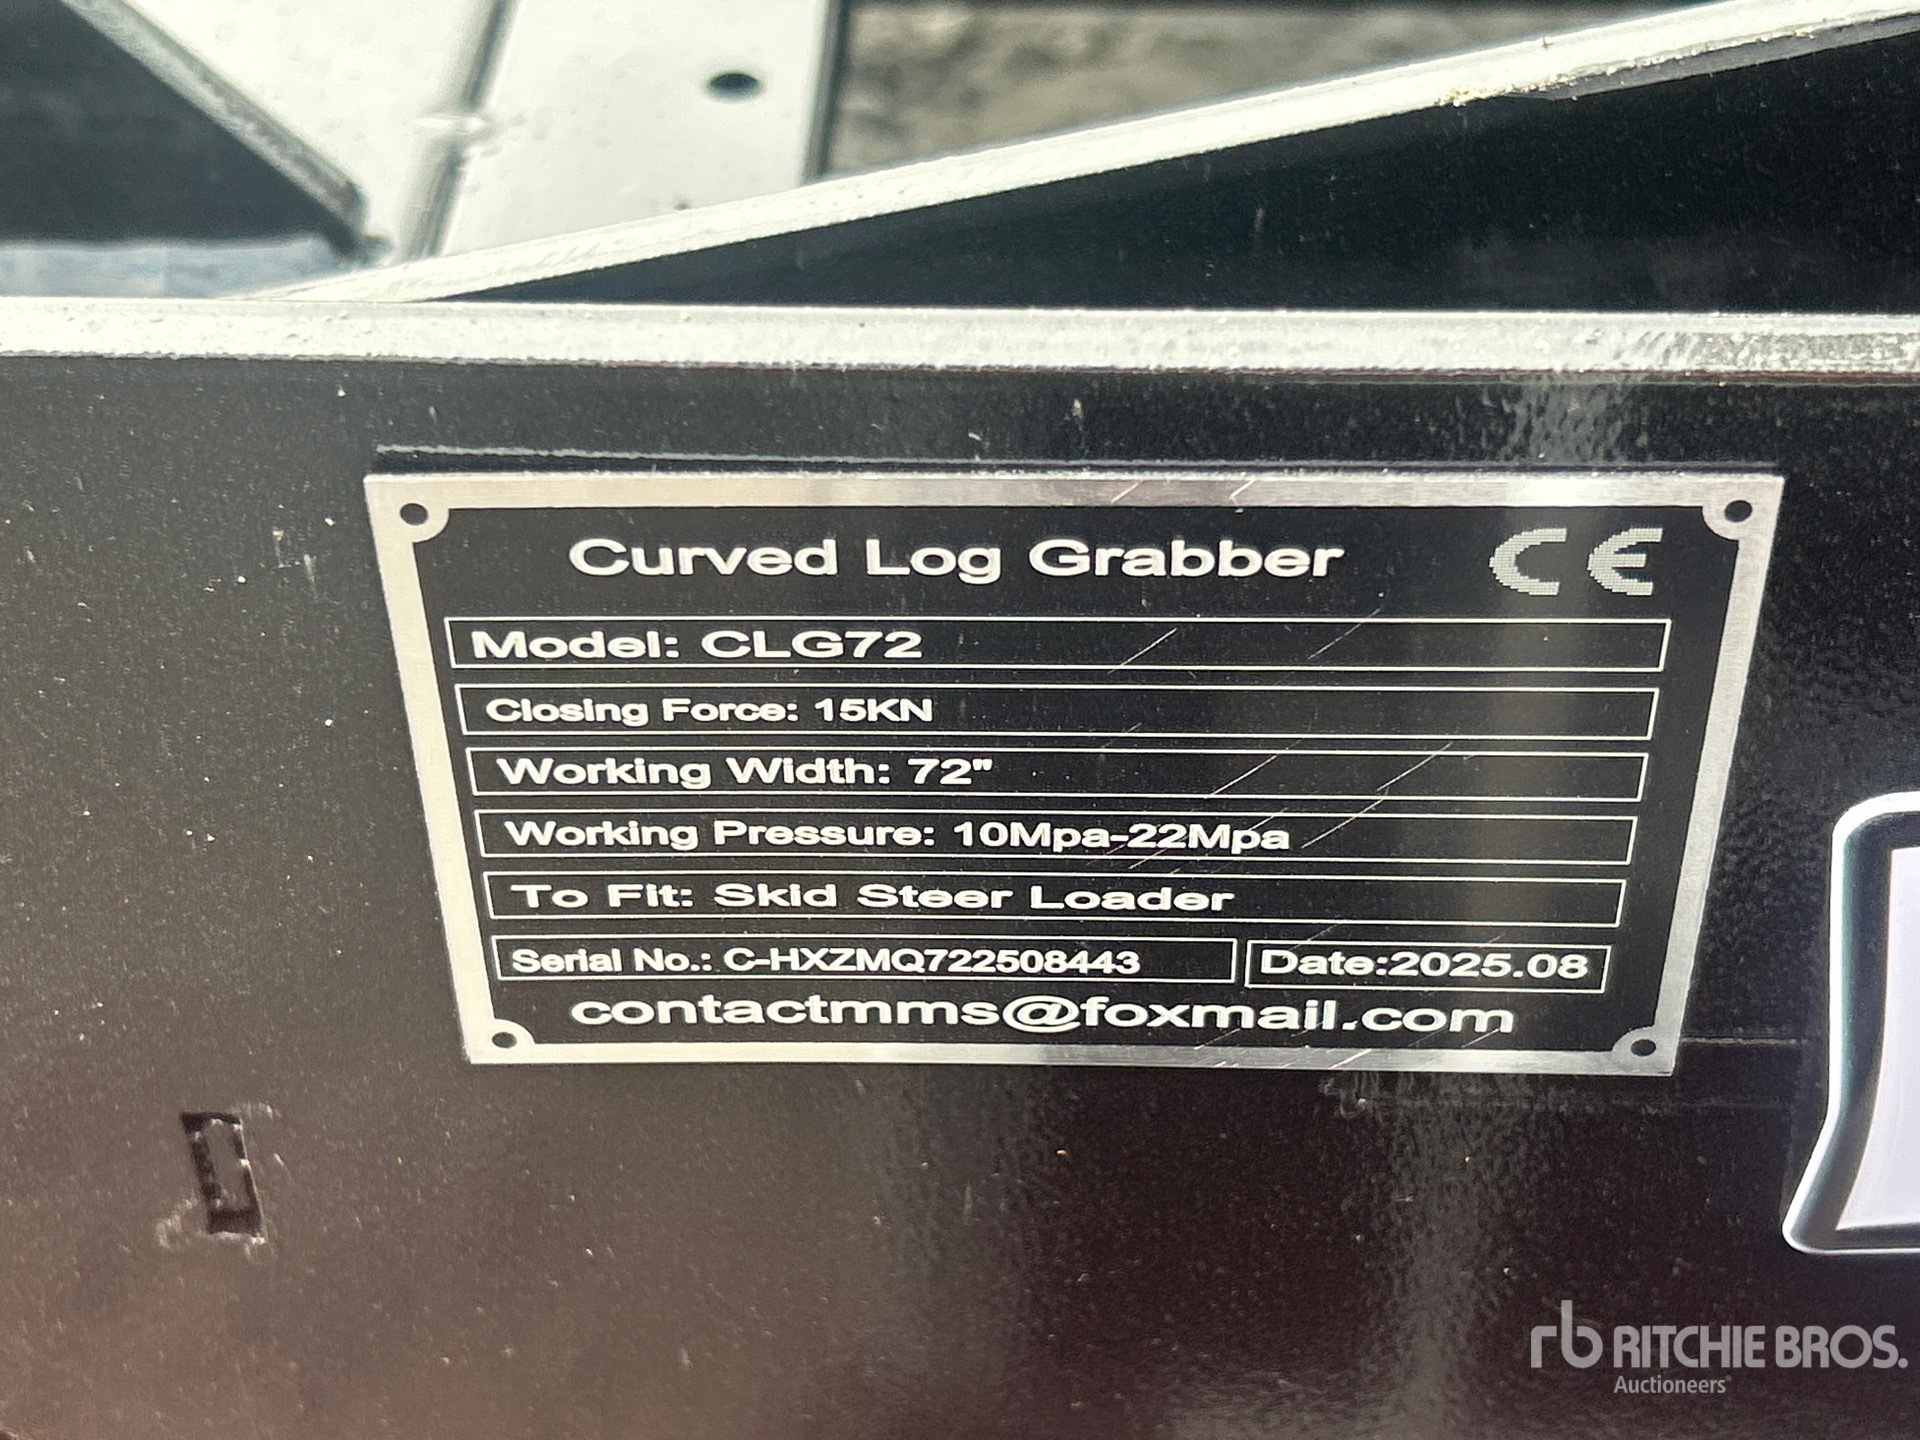 Curved Log Grabber CE
Model: CLG72
Closing Force: 15KN
Working Width: 72"
Working Pressure: 10Mpa-22Mpa
To Fit: Skid Steer Loader
Serial No.: C-HXZMQ722508443 Date:2025.08
contactmms@foxmail.com
rb RITCHIE BROS.
Auctioneers